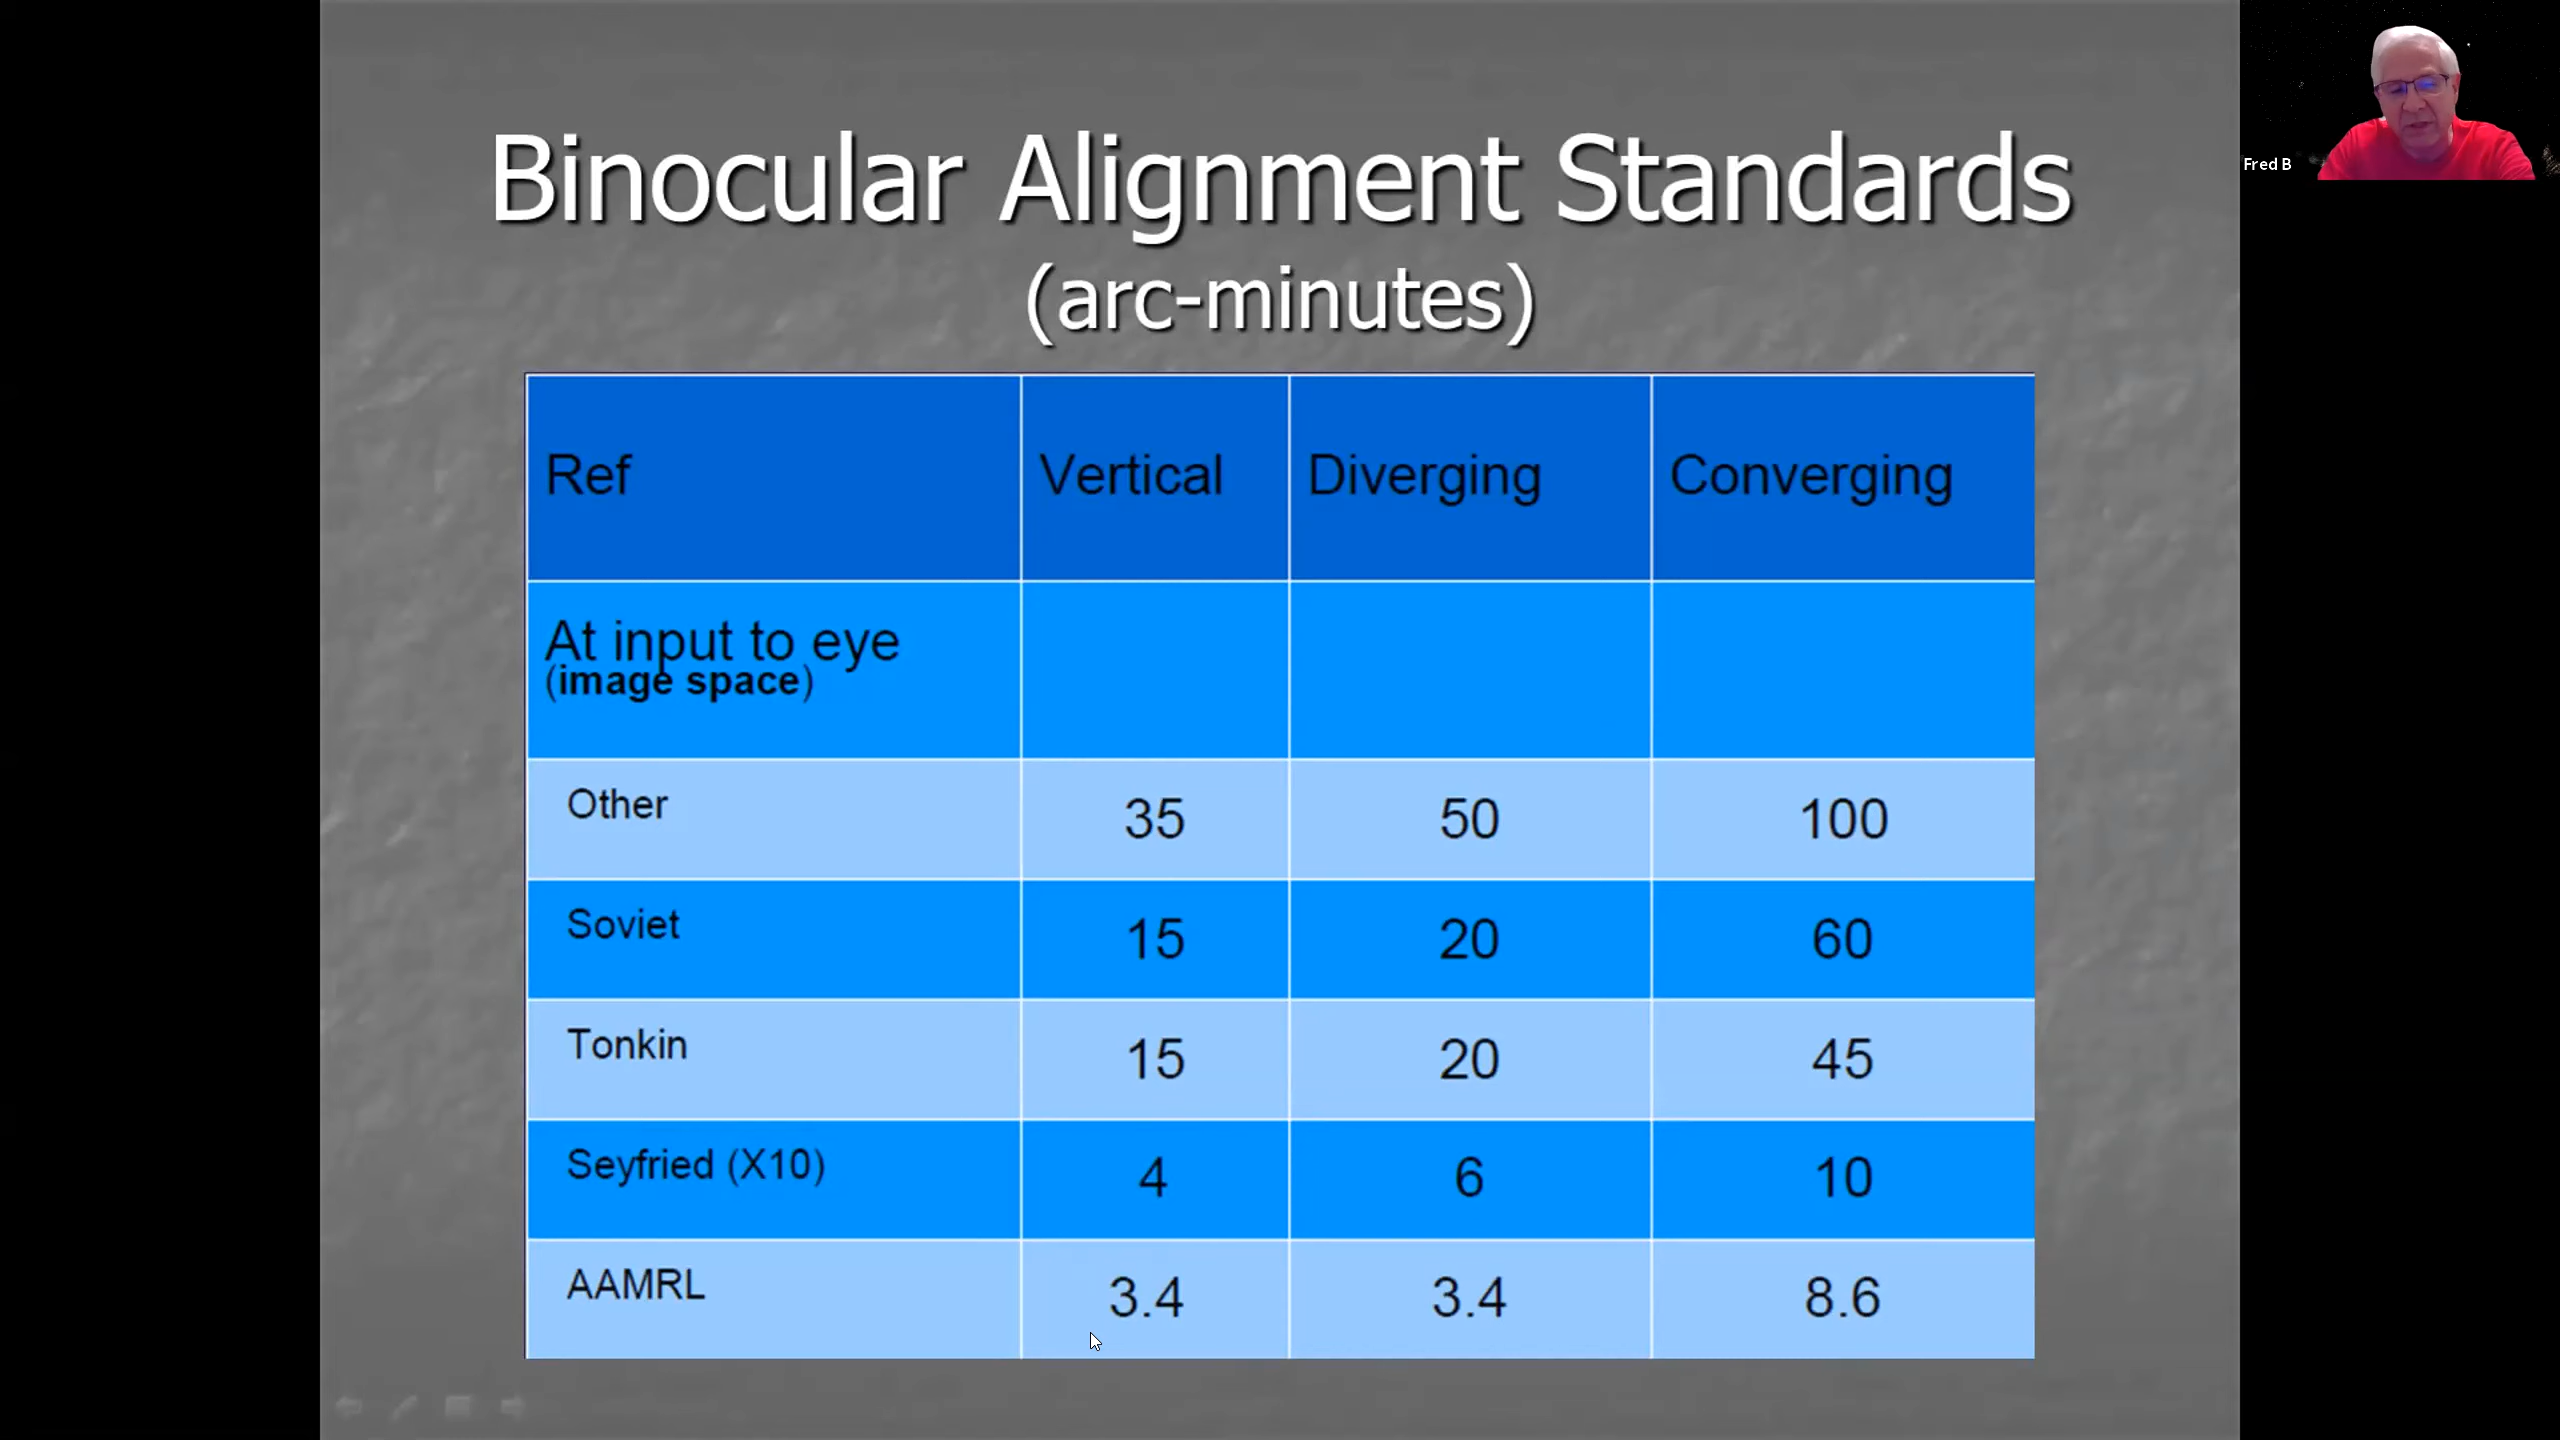 Binocular Alignment Standards
(arc-minutes)
Fred B
Ref Vertical Diverging Converging
At input to eye
(image space)
Other 35 50 100
Soviet 15 20 60
Tonkin 15 20 45
Seyfried (X10) 4 6 10
AAMRL 3.4 3.4 8.6